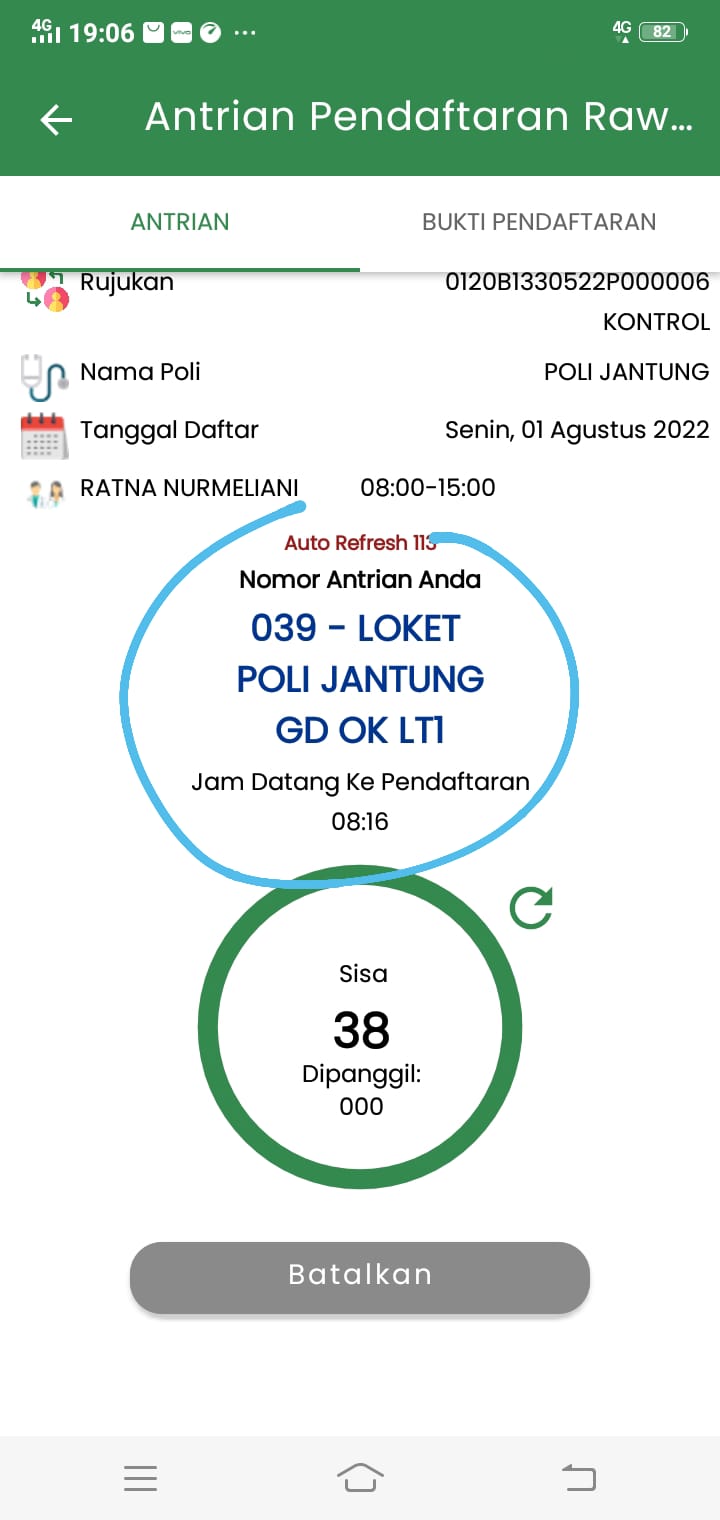 4G 19:06 vivo ... 4G 82
Antrian Pendaftaran Raw...
ANTRIAN BUKTI PENDAFTARAN
Rujukan 0120B1330522P000006
KONTROL
Nama Poli POLI JANTUNG
Tanggal Daftar Senin, 01 Agustus 2022
RATNA NURMELIANI 08:00-15:00
Auto Refresh 113
Nomor Antrian Anda
039 - LOKET
POLI JANTUNG
GD OK LT1
Jam Datang Ke Pendaftaran
08:16
Sisa
38
Dipanggil:
000
Batalkan